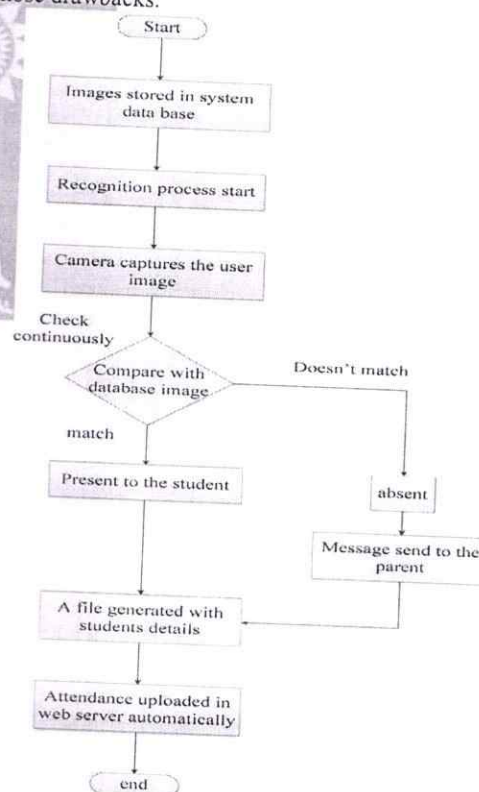 drawbacks.
Start
Images stored in system
data base
Recognition process start
Camera captures the user
image
Check
continuously
Compare with
database image
Doesn't match
match
Present to the student
absent
Message send to the
parent
A file generated with
students details
Attendance uploaded in
web server automatically
end